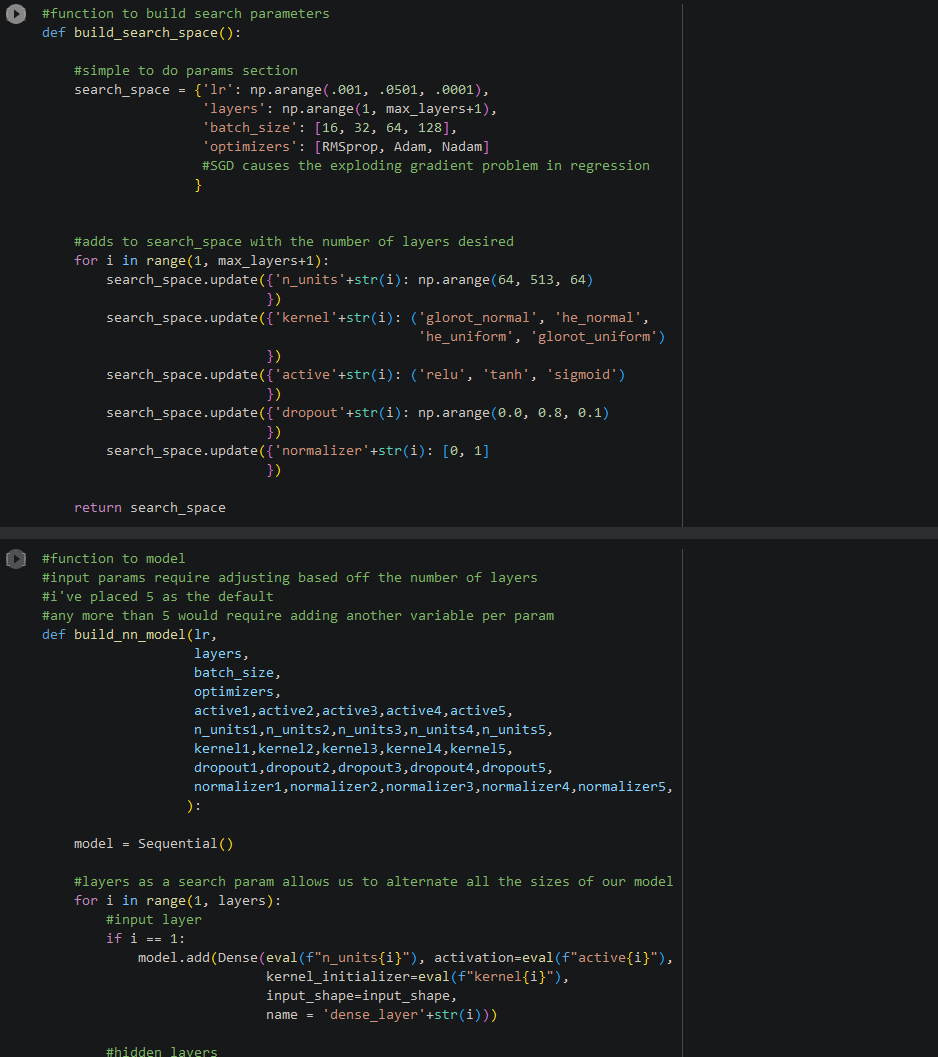 #function to build search parameters
def build_search_space():
#simple to do params section
search_space = {'lr': np.arange(.001, .0501, .0001),
'layers': np.arange(1, max_layers+1),
'batch_size': [16, 32, 64, 128],
'optimizers': [RMSprop, Adam, Nadam]
#SGD causes the exploding gradient problem in regression
}
#adds to search_space with the number of layers desired
for i in range(1, max_layers+1):
search_space.update({'n_units'+str(i): np.arange(64, 513, 64)
})
search_space.update({'kernel'+str(i): ('glorot_normal', 'he_normal',
'he_uniform', 'glorot_uniform')
})
search_space.update({'active'+str(i): ('relu', 'tanh', 'sigmoid')
})
search_space.update({'dropout'+str(i): np.arange(0.0, 0.8, 0.1)
})
search_space.update({'normalizer'+str(i): [0, 1]
})
return search_space
#function to model
#input params require adjusting based off the number of layers
#i've placed 5 as the default
#any more than 5 would require adding another variable per param
def build_nn_model(lr,
layers,
batch_size,
optimizers,
active1,active2,active3,active4,active5,
n_units1,n_units2,n_units3,n_units4,n_units5,
kernel1,kernel2,kernel3,kernel4,kernel5,
dropout1,dropout2,dropout3,dropout4,dropout5,
normalizer1,normalizer2,normalizer3,normalizer4,normalizer5,
):
model = Sequential()
#layers as a search param allows us to alternate all the sizes of our model
for i in range(1, layers):
#input layer
if i == 1:
model.add(Dense(eval(f"n_units{i}"), activation=eval(f"active{i}"),
kernel_initializer=eval(f"kernel{i}"),
input_shape=input_shape,
name = 'dense_layer'+str(i)))
#hidden layers